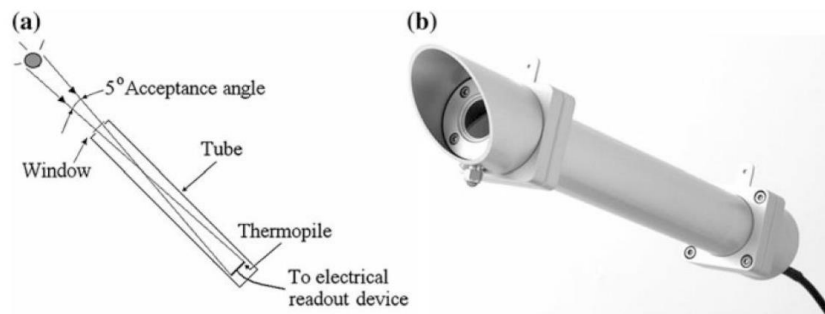 (a)
5° Acceptance angle
Window
Tube
Thermopile
To electrical
readout device
(b)